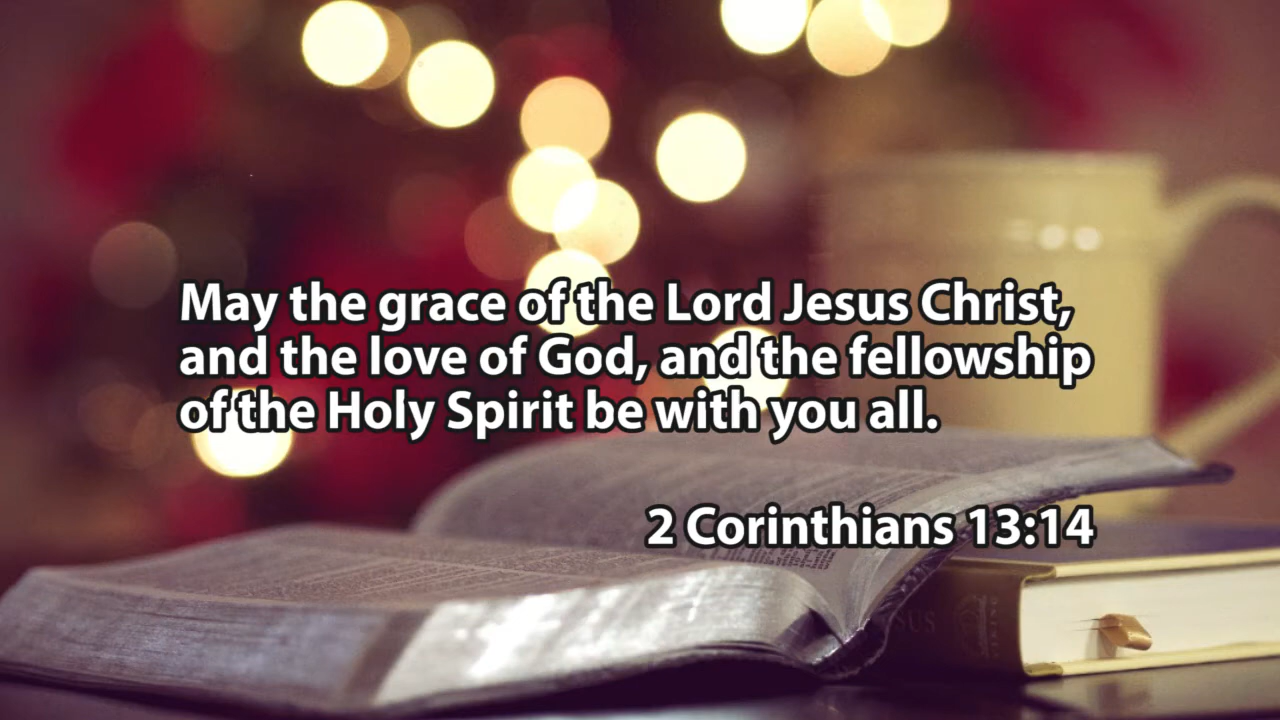 May the grace of the Lord Jesus Christ,
and the love of God, and the fellowship
of the Holy Spirit be with you all.
2 Corinthians 13:14